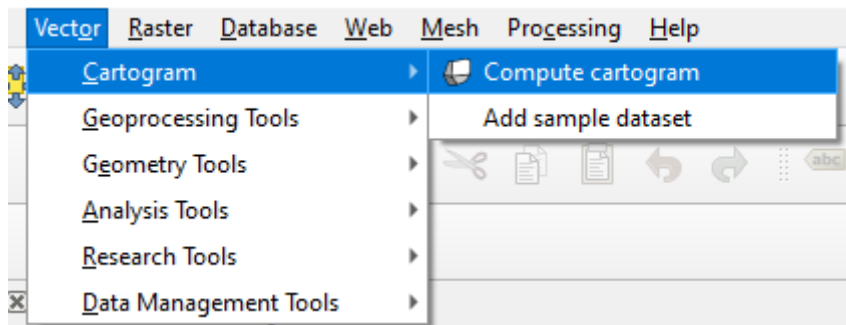 Vector Raster Database Web Mesh Processing Help
Cartogram
Compute cartogram
Geoprocessing Tools
Add sample dataset
Geometry Tools
abc
Analysis Tools
Research Tools
Data Management Tools